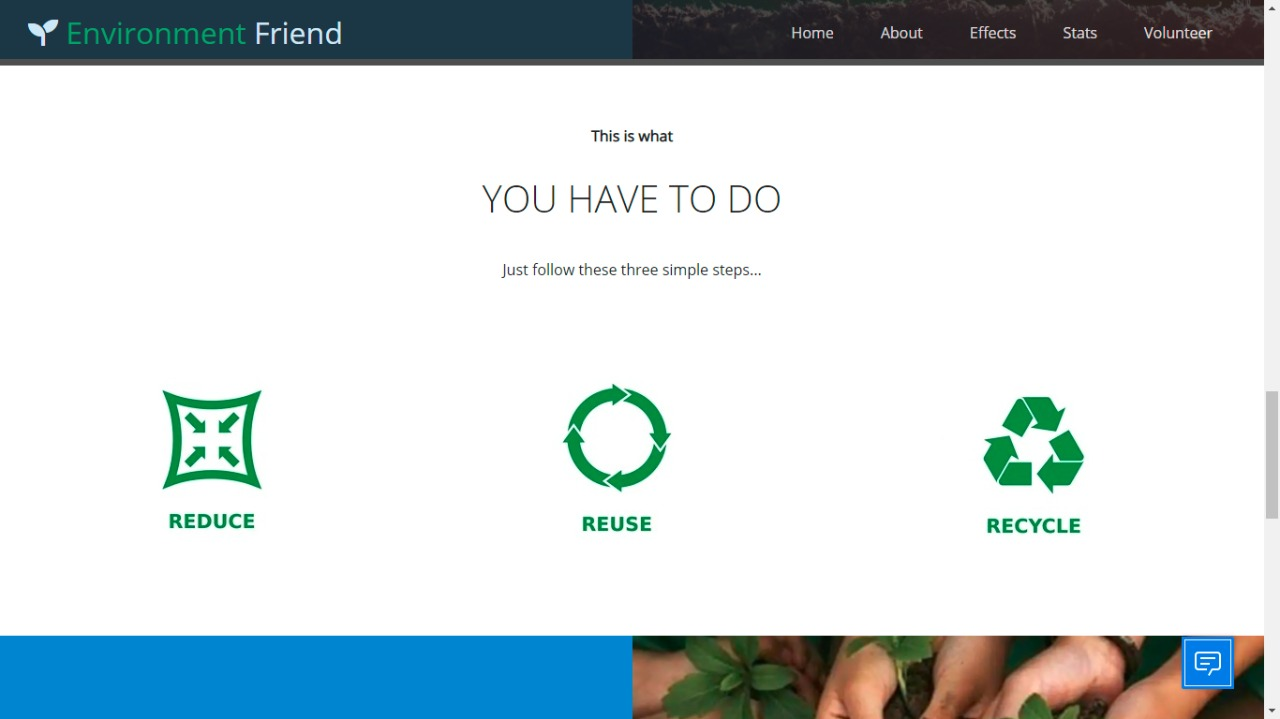 Environment Friend
Home About Effects Stats Volunteer
This is what
YOU HAVE TO DO
Just follow these three simple steps...
REDUCE REUSE RECYCLE